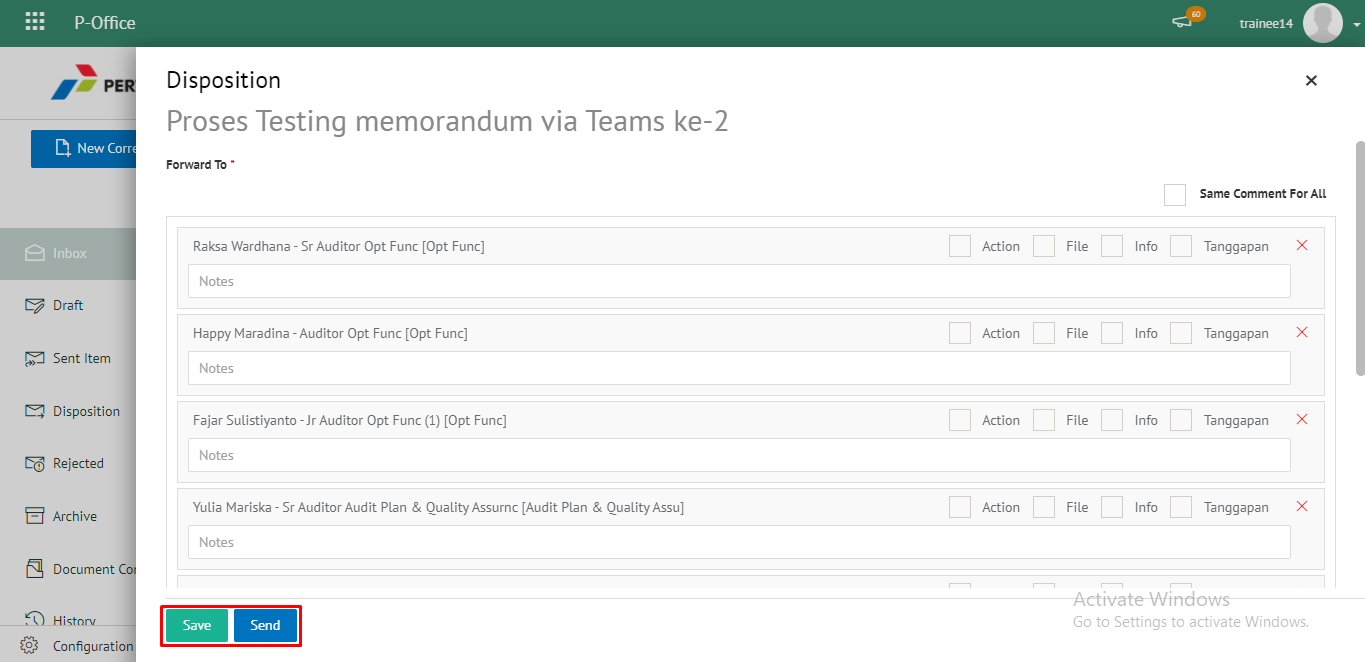 P-Office
60
trainee14
PER
New Corre
Inbox
Draft
Sent Item
Disposition
Rejected
Archive
Document Co
History
Configuration
Disposition
×
Proses Testing memorandum via Teams ke-2
Forward To *
Same Comment For All
Raksa Wardhana - Sr Auditor Opt Func [Opt Func] Action File Info Tanggapan
Notes
Happy Maradina - Auditor Opt Func [Opt Func] Action File Info Tanggapan
Notes
Fajar Sulistiyanto - Jr Auditor Opt Func (1) [Opt Func] Action File Info Tanggapan
Notes
Yulia Mariska - Sr Auditor Audit Plan & Quality Assurnc [Audit Plan & Quality Assu] Action File Info Tanggapan
Notes
Save Send
Activate Windows
Go to Settings to activate Windows.